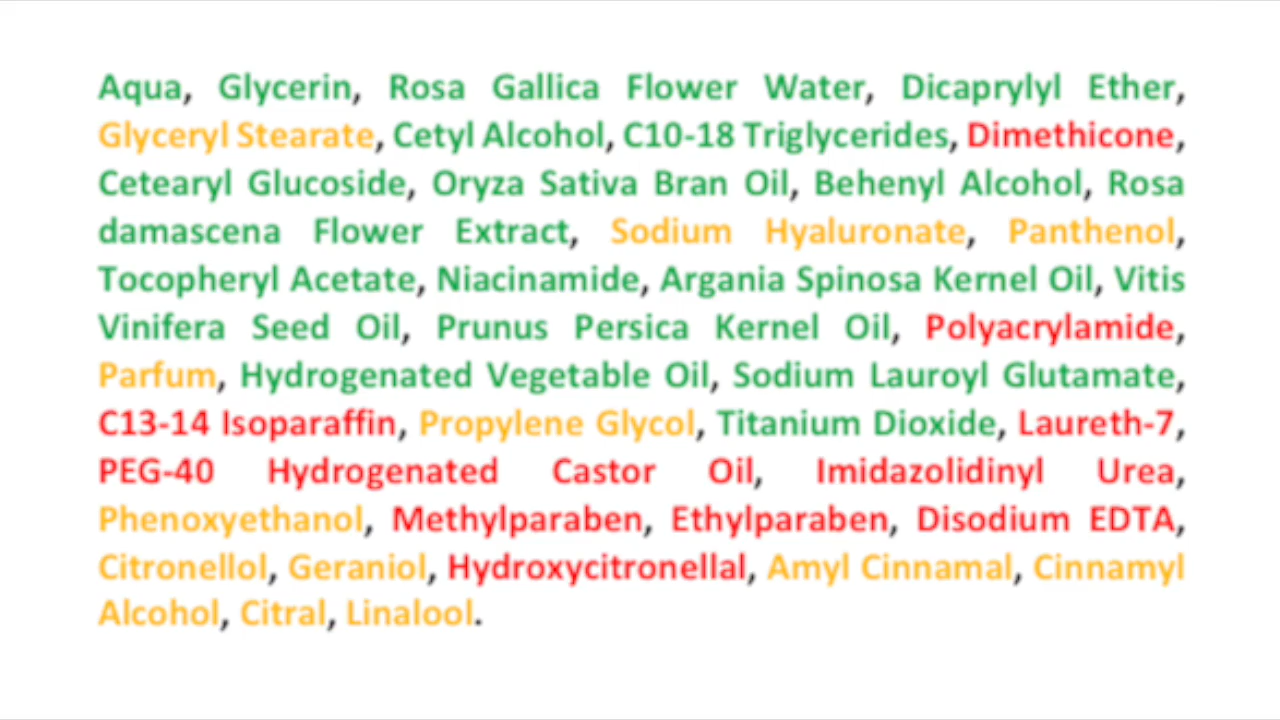 Aqua, Glycerin, Rosa Gallica Flower Water, Dicaprylyl Ether,
Glyceryl Stearate, Cetyl Alcohol, C10-18 Triglycerides, Dimethicone,
Cetearyl Glucoside, Oryza Sativa Bran Oil, Behenyl Alcohol, Rosa
damascena Flower Extract, Sodium Hyaluronate, Panthenol,
Tocopheryl Acetate, Niacinamide, Argania Spinosa Kernel Oil, Vitis
Vinifera Seed Oil, Prunus Persica Kernel Oil, Polyacrylamide,
Parfum, Hydrogenated Vegetable Oil, Sodium Lauroyl Glutamate,
C13-14 Isoparaffin, Propylene Glycol, Titanium Dioxide, Laureth-7,
PEG-40 Hydrogenated Castor Oil, Imidazolidinyl Urea,
Phenoxyethanol, Methylparaben, Ethylparaben, Disodium EDTA,
Citronellol, Geraniol, Hydroxycitronellal, Amyl Cinnamal, Cinnamyl
Alcohol, Citral, Linalool.